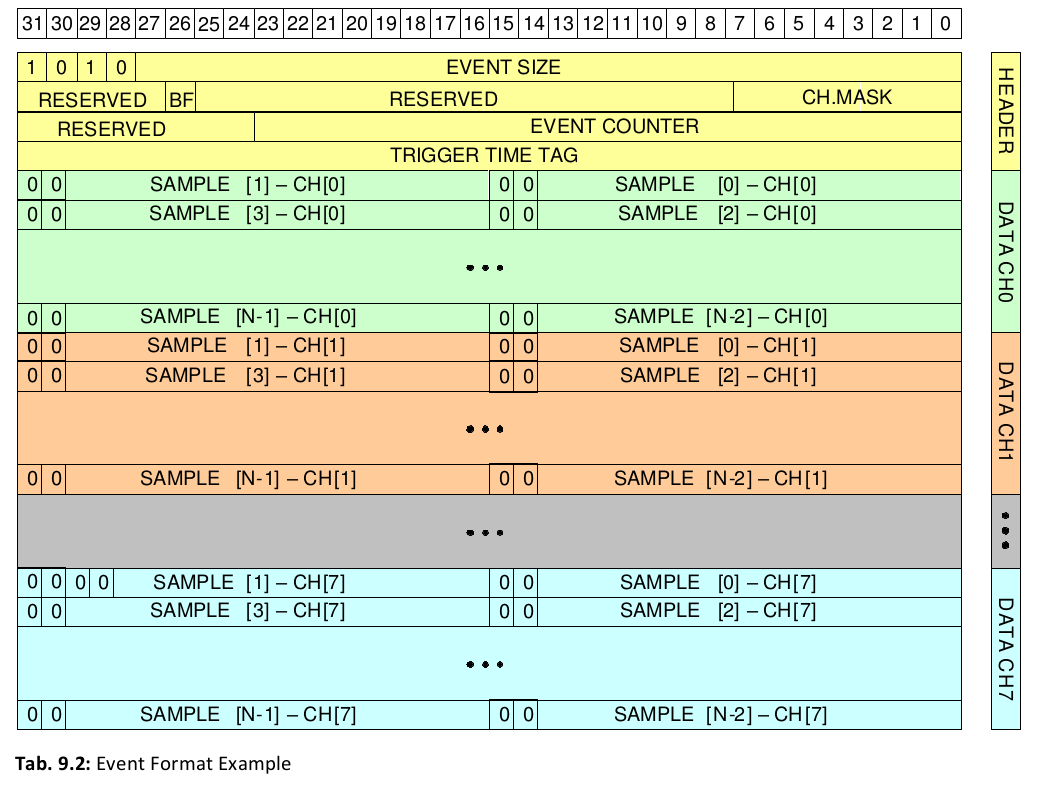 31 30 29 28 27 26 25 24 23 22 21 20 19 18 17 16 15 14 13 12 11 10 9 8 7 6 5 4 3 2 1 0
1 0 1 0 EVENT SIZE
RESERVED BF RESERVED CH.MASK
RESERVED EVENT COUNTER
TRIGGER TIME TAG
HEADER
0 0 SAMPLE [1] – CH[0] 0 0 SAMPLE [0] – CH[0]
0 0 SAMPLE [3] – CH[0] 0 0 SAMPLE [2] – CH[0]
•••
0 0 SAMPLE [N-1] – CH[0] 0 0 SAMPLE [N-2] – CH[0]
DATA CH0
0 0 SAMPLE [1] – CH[1] 0 0 SAMPLE [0] – CH[1]
0 0 SAMPLE [3] – CH[1] 0 0 SAMPLE [2] – CH[1]
•••
0 0 SAMPLE [N-1] – CH[1] 0 0 SAMPLE [N-2] – CH[1]
DATA CH1
•••
•••
0 0 0 0 SAMPLE [1] – CH[7] 0 0 SAMPLE [0] – CH[7]
0 0 SAMPLE [3] – CH[7] 0 0 SAMPLE [2] – CH[7]
•••
0 0 SAMPLE [N-1] – CH[7] 0 0 SAMPLE [N-2] – CH[7]
DATA CH7
Tab. 9.2: Event Format Example